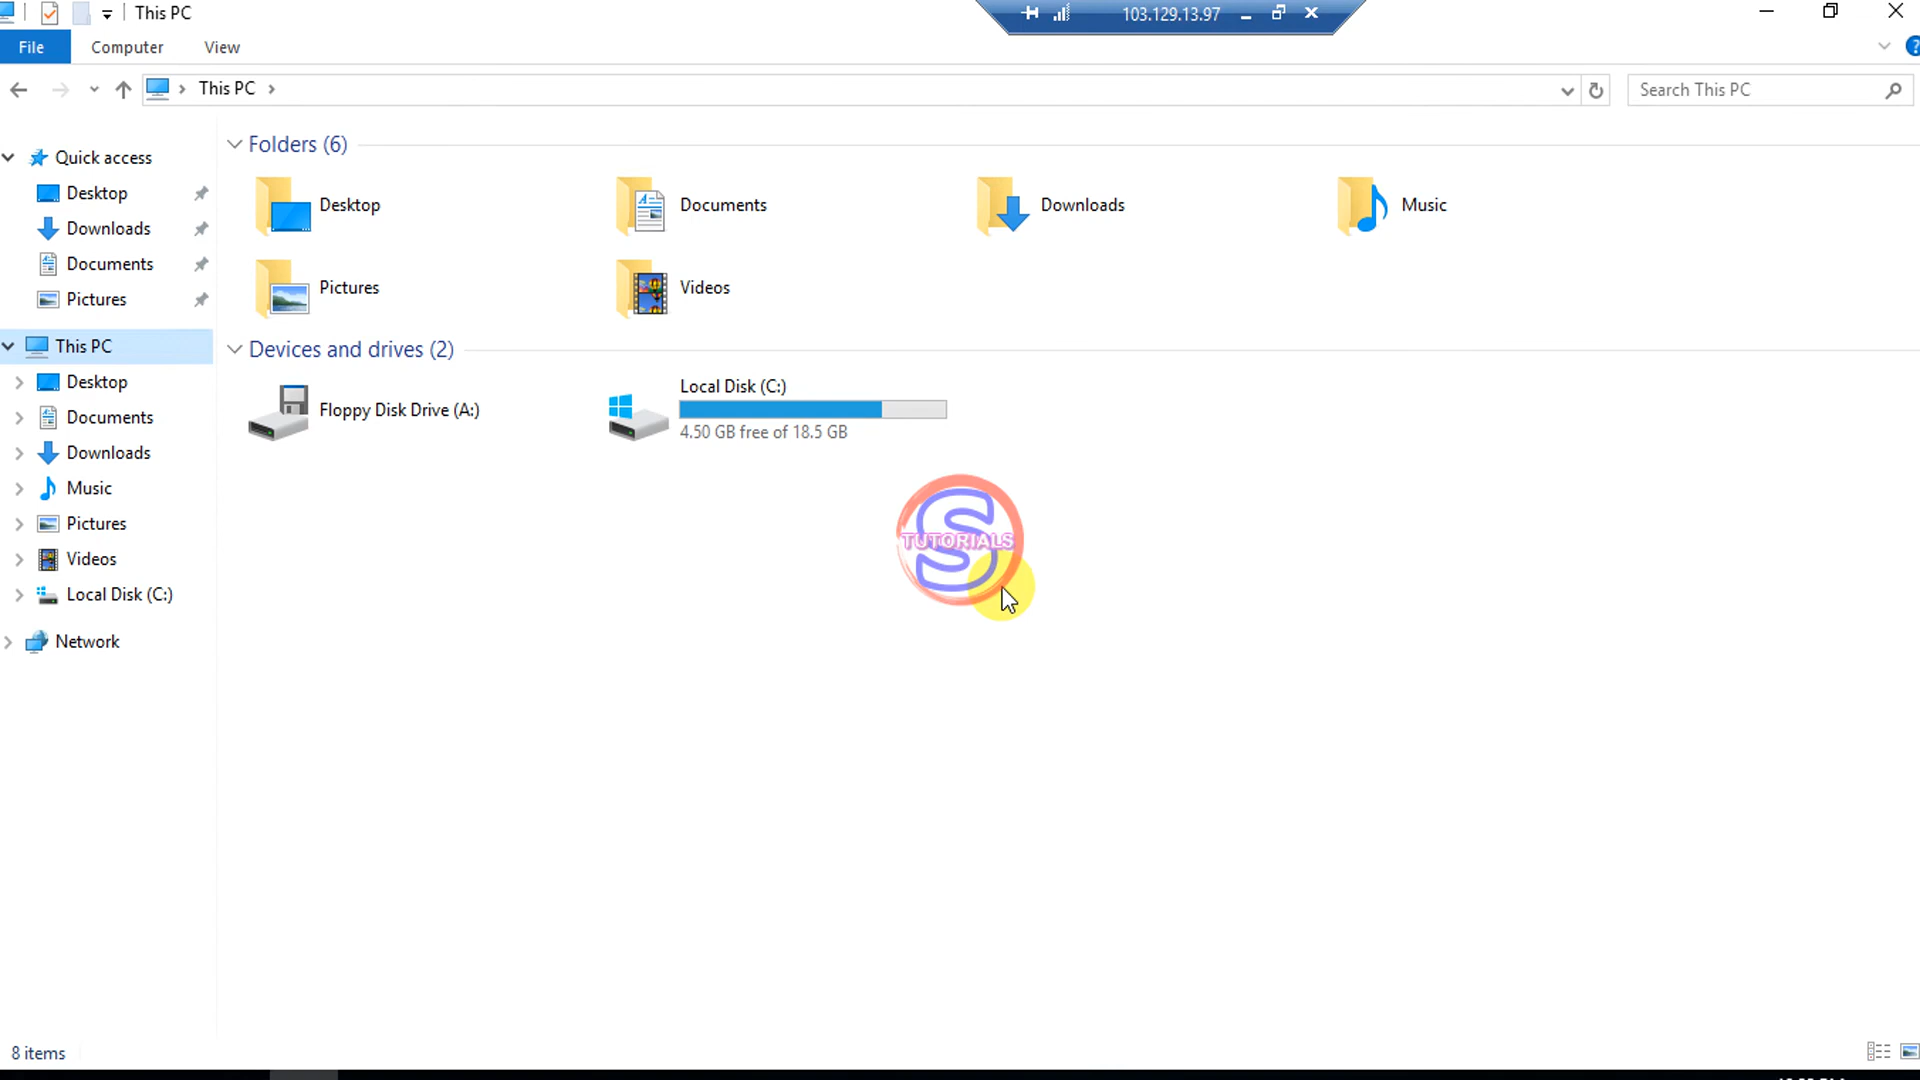 This PC
103.129.13.97
File
Computer
View
This PC
Search This PC
Quick access
Desktop
Downloads
Documents
Pictures
This PC
Desktop
Documents
Downloads
Music
Pictures
Videos
Local Disk (C:)
Network
Folders (6)
Desktop
Documents
Downloads
Music
Pictures
Videos
Devices and drives (2)
Floppy Disk Drive (A:)
Local Disk (C:)
4.50 GB free of 18.5 GB
S
TUTORIALS
8 items